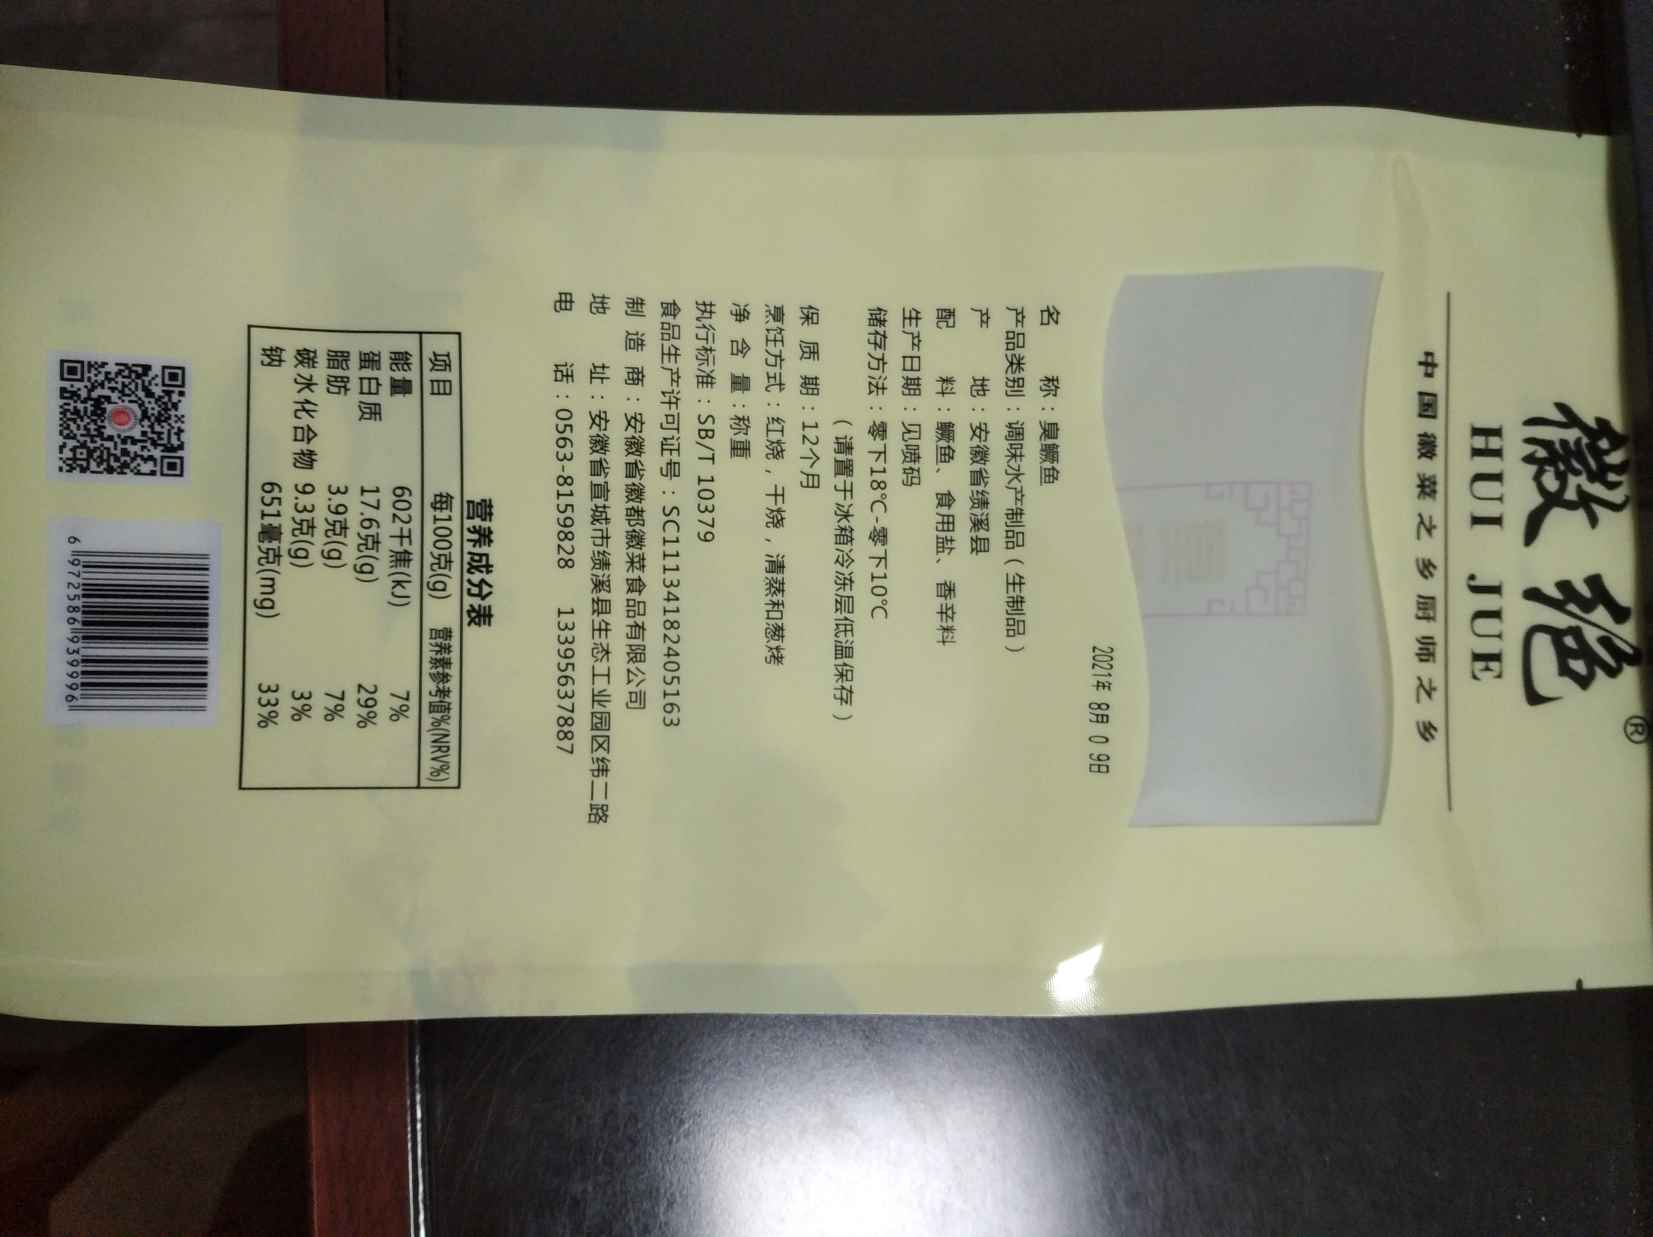 徽绝®
HUI JUE
中国徽菜之乡厨师之乡
2021年 8月 0 9日
名 称：臭鳜鱼
产品类别：调味水产制品（生制品）
产 地：安徽省绩溪县
配 料：鳜鱼、食用盐、香辛料
生产日期：见喷码
储存方法：零下18℃-零下10℃
（请置于冰箱冷冻层低温保存）
保 质 期：12个月
烹饪方式：红烧，干烧，清蒸和葱烤
净 含 量：称重
执行标准：SB/T 10379
食品生产许可证号：SC11134182405163
制 造 商：安徽省徽都徽菜食品有限公司
地 址：安徽省宣城市绩溪县生态工业园区纬二路
电 话：0563-8159828 13395637887
营养成分表
项目 每100克(g) 营养素参考值%(NRV%)
能量 602千焦(kJ) 7%
蛋白质 17.6克(g) 29%
脂肪 3.9克(g) 7%
碳水化合物 9.3克(g) 3%
钠 651毫克(mg) 33%
6 972586 939996